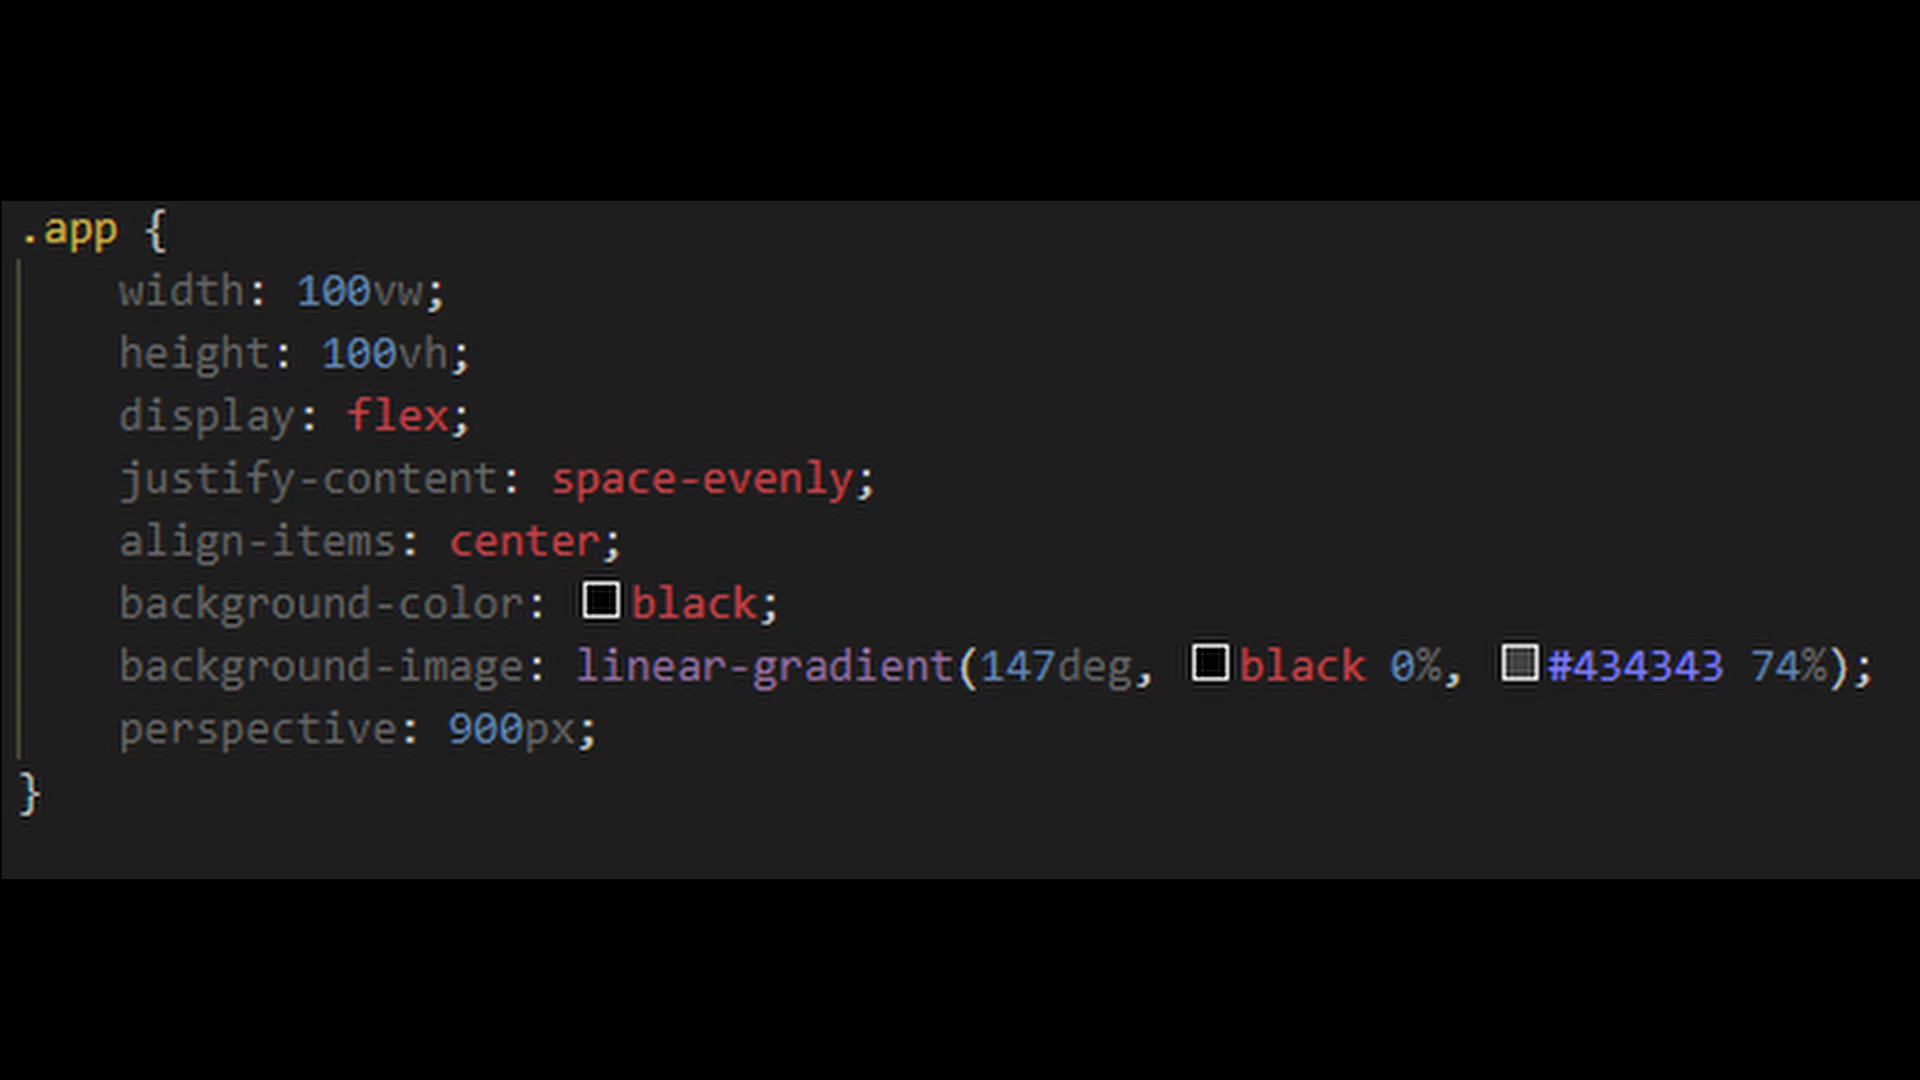 .app {
width: 100vw;
height: 100vh;
display: flex;
justify-content: space-evenly;
align-items: center;
background-color: black;
background-image: linear-gradient(147deg, black 0%, #434343 74%);
perspective: 900px;
}